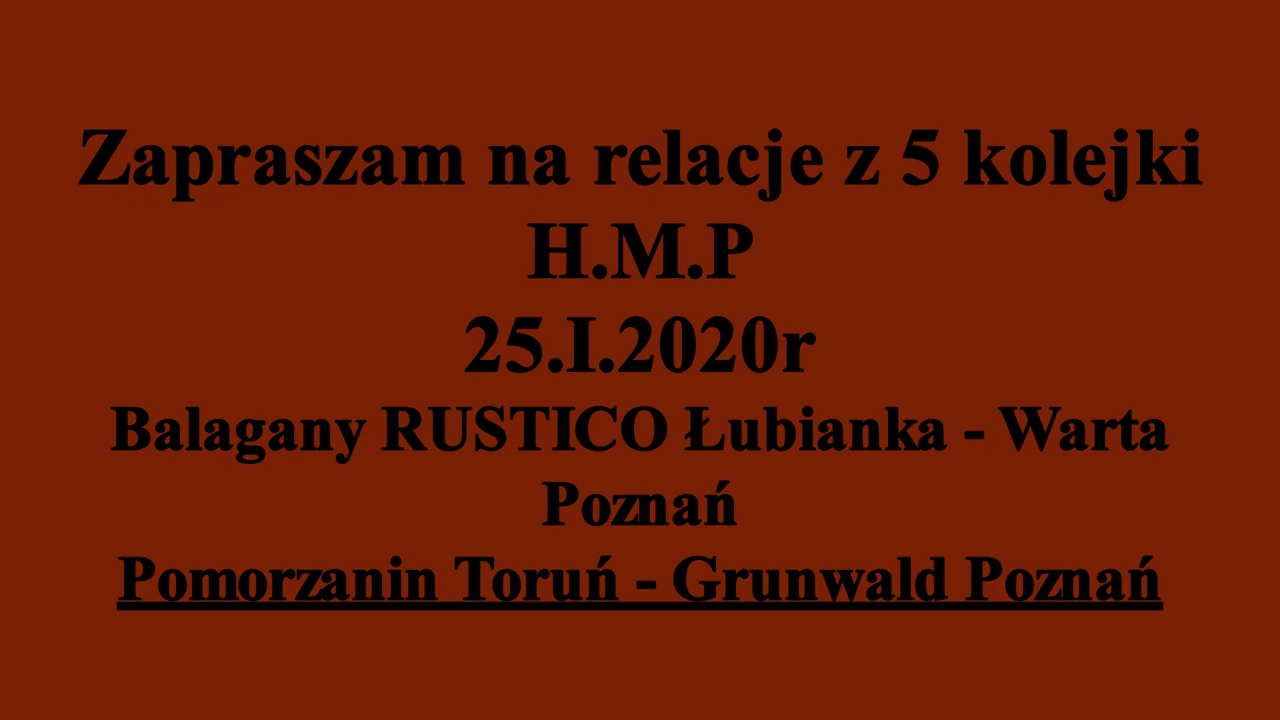 Zapraszam na relacje z 5 kolejki
H.M.P
25.I.2020r
Balagany RUSTICO Łubianka - Warta
Poznań
Pomorzanin Toruń - Grunwald Poznań